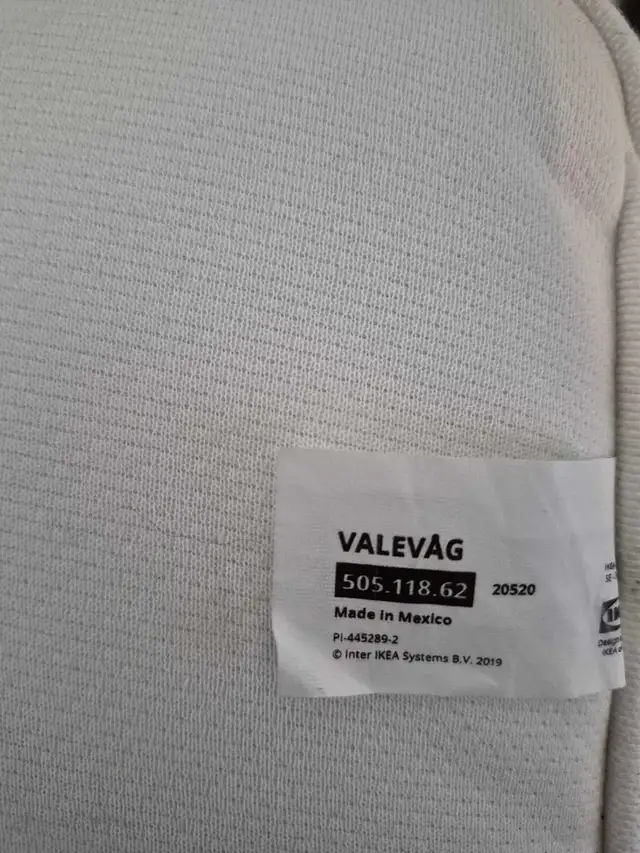 VALEVÅG
505.118.62 20520
Made in Mexico
PI-445289-2
© Inter IKEA Systems B.V. 2019